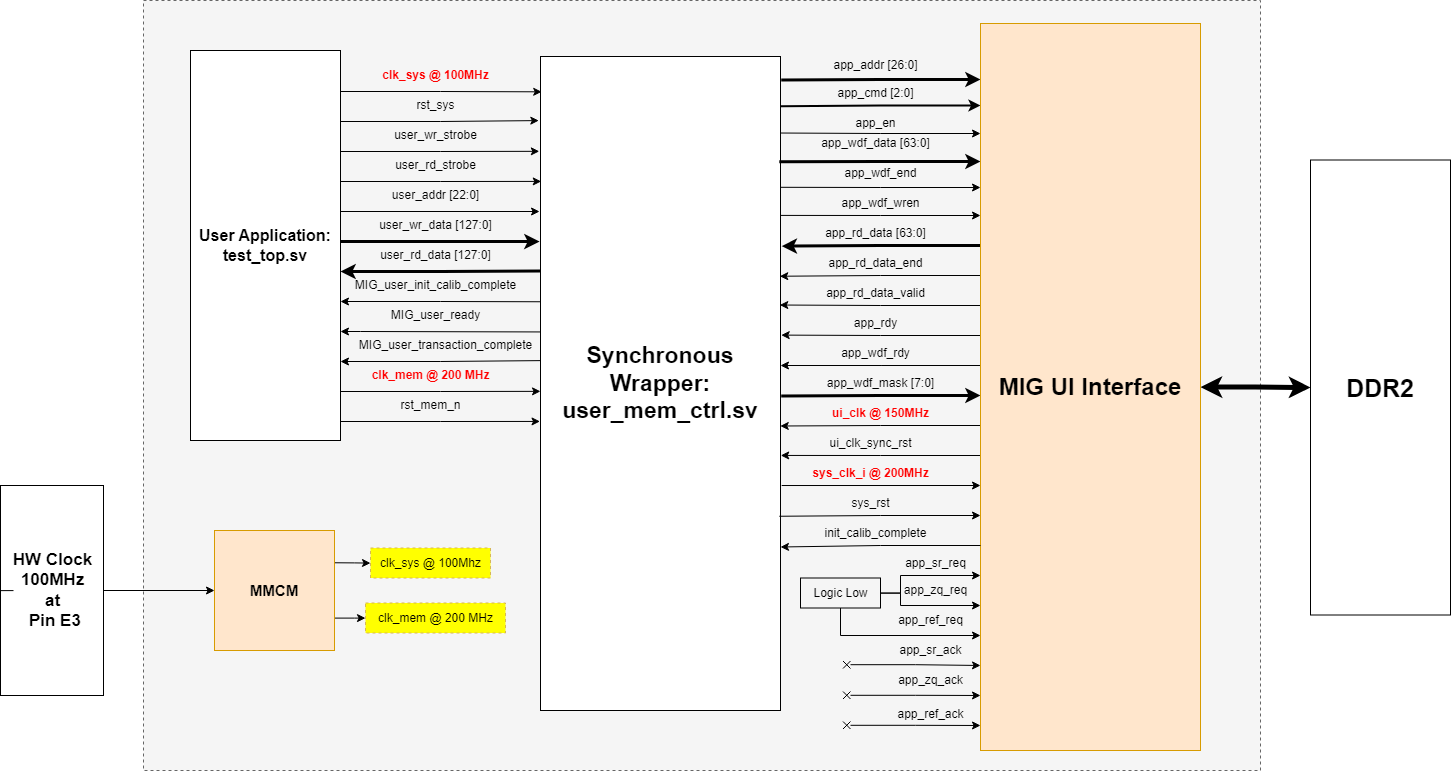 clk_sys @ 100MHz
rst_sys
user_wr_strobe
user_rd_strobe
user_addr [22:0]
user_wr_data [127:0]
user_rd_data [127:0]
MIG_user_init_calib_complete
MIG_user_ready
MIG_user_transaction_complete
clk_mem @ 200 MHz
rst_mem_n
User Application:
test_top.sv
Synchronous
Wrapper:
user_mem_ctrl.sv
app_addr [26:0]
app_cmd [2:0]
app_en
app_wdf_data [63:0]
app_wdf_end
app_wdf_wren
app_rd_data [63:0]
app_rd_data_end
app_rd_data_valid
app_rdy
app_wdf_rdy
app_wdf_mask [7:0]
ui_clk @ 150MHz
ui_clk_sync_rst
sys_clk_i @ 200MHz
sys_rst
init_calib_complete
app_sr_req
Logic Low
app_zq_req
app_ref_req
app_sr_ack
app_zq_ack
app_ref_ack
MIG UI Interface
DDR2
HW Clock
100MHz
at
Pin E3
MMCM
clk_sys @ 100Mhz
clk_mem @ 200 MHz